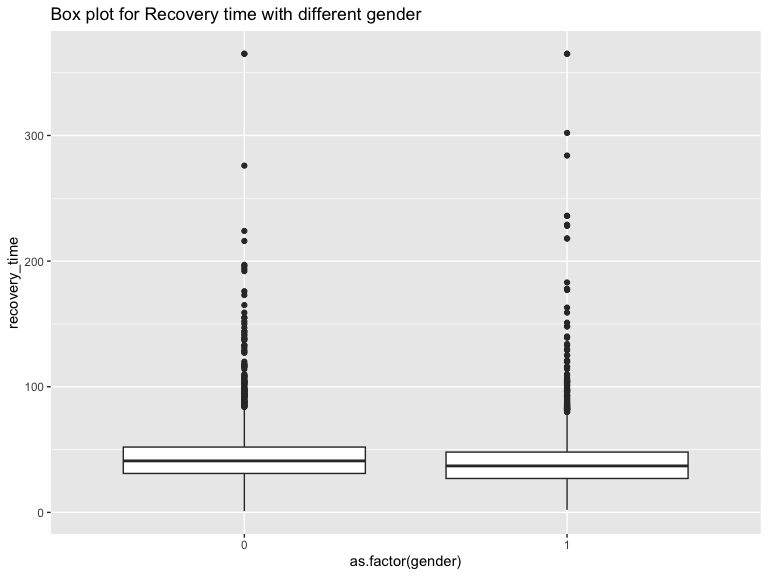 Box plot for Recovery time with different gender
300
200
100
0
recovery_time
0
1
as.factor(gender)